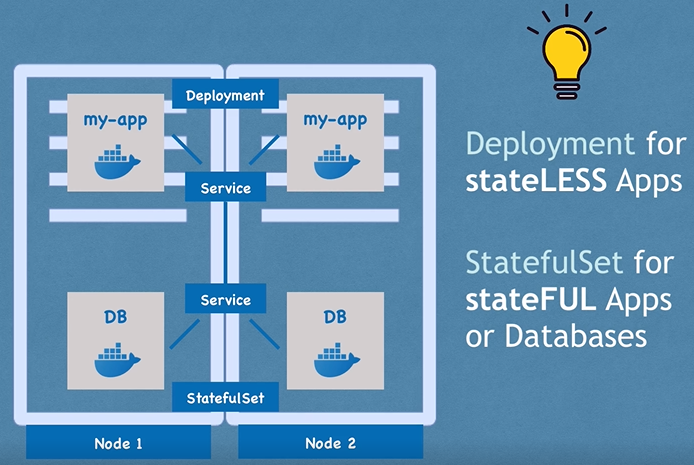 Deployment
my-app
my-app
Service
Service
DB
DB
StatefulSet
Node 1
Node 2
Deployment for
stateLESS Apps
StatefulSet for
stateFUL Apps
or Databases